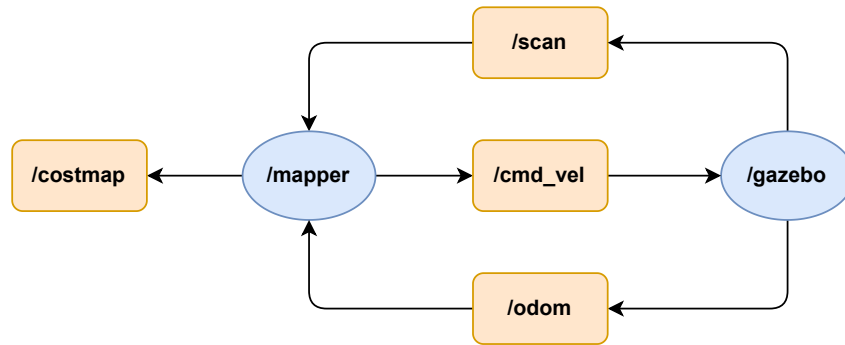 /scan
/costmap
/mapper
/cmd_vel
/gazebo
/odom